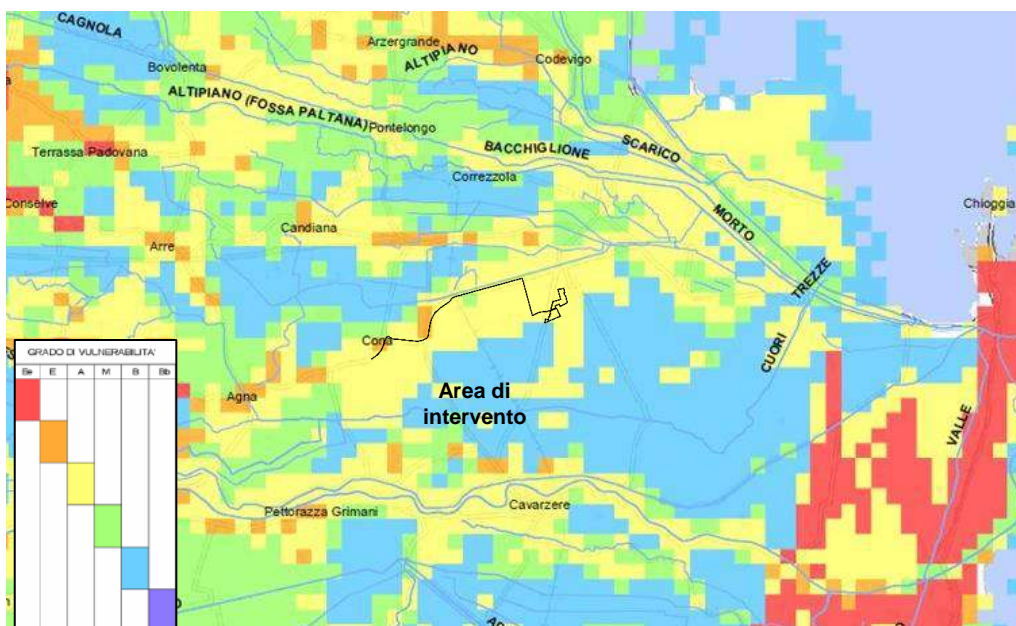 CAGNOLA
Arzergrande
ALTIPIANO
Codevigo
Bovolenta
ALTIPIANO (FOSSA PALTANA)
Pontelongo
SCARICO
BACCHIGLIONE
Terrassa Padovana
Correzzola
Conselve
Chioggia
MORTO
Candiana
Arre
TREZZE
Cona
CUORI
GRADO DI VULNERABILITA'
Ee E A M B Bb
Agna
Area di
intervento
VALLE
Pettorazza Grimani
Cavarzere